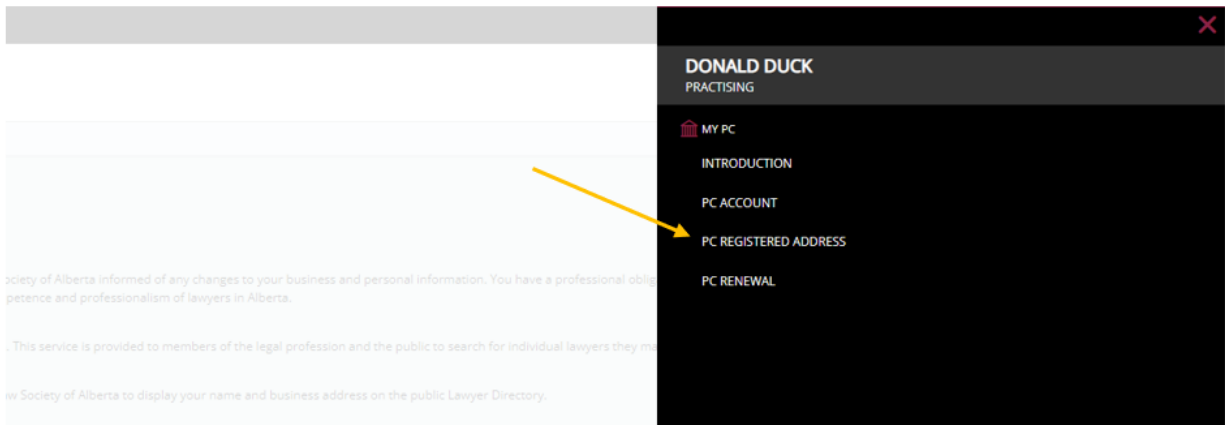 DONALD DUCK
PRACTISING
MY PC
INTRODUCTION
PC ACCOUNT
PC REGISTERED ADDRESS
PC RENEWAL
ociety of Alberta informed of any changes to your business and personal information. You have a professional oblig
petence and professionalism of lawyers in Alberta.
. This service is provided to members of the legal profession and the public to search for individual lawyers they ma
w Society of Alberta to display your name and business address on the public Lawyer Directory.